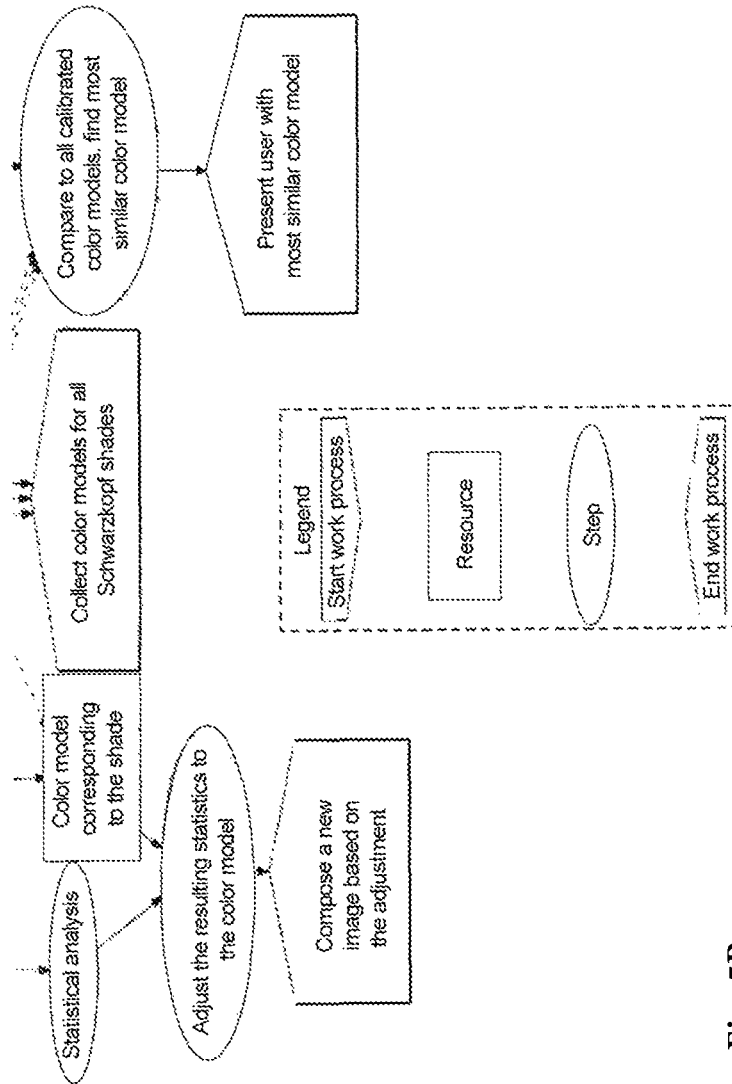 Statistical analysis
Color model
corresponding
to the shade
Collect color models for all
Schwarzkopf shades
Compare to all calibrated
color models, find most
similar color model
Adjust the resulting statistics to
the color model
Present user with
most similar color model
Compose a new
image based on
the adjustment
Legend
Start work process
Resource
Step
End work process